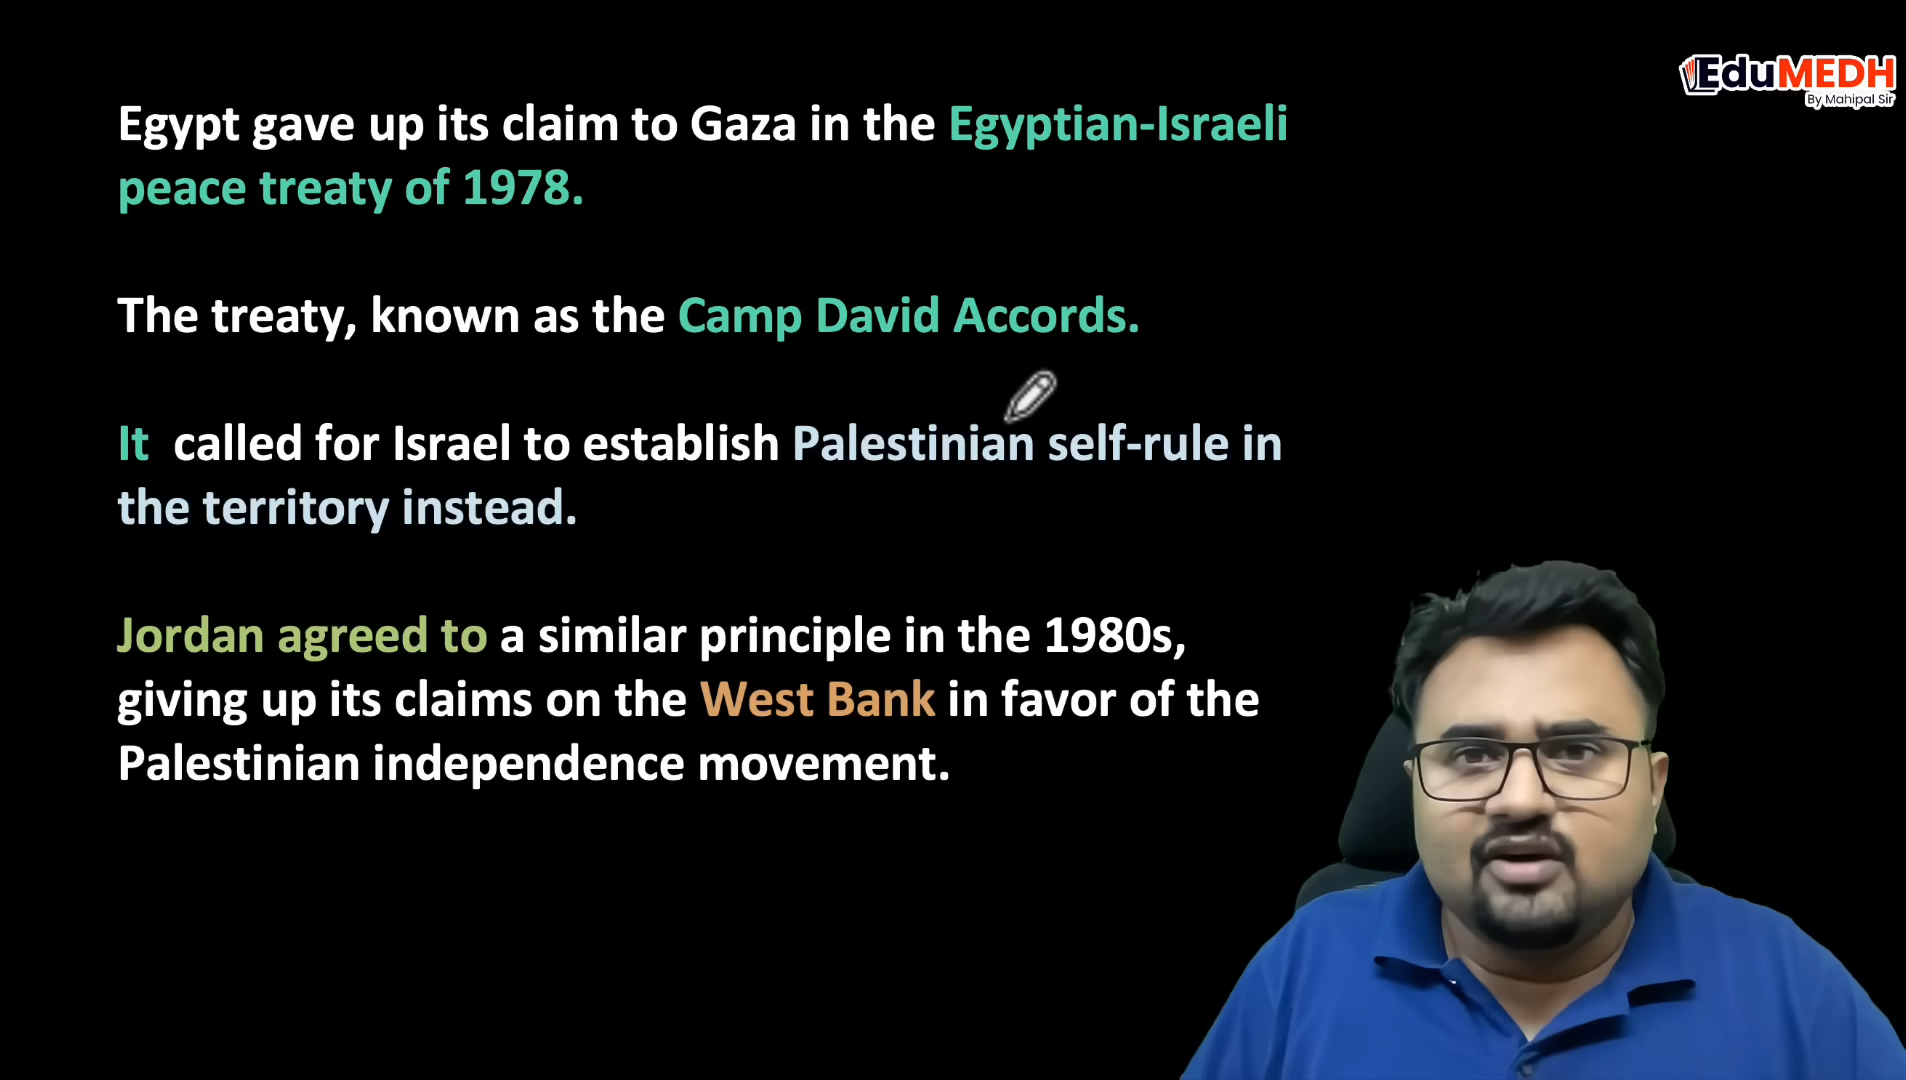 EduMEDH
By Mahipal Sir
Egypt gave up its claim to Gaza in the Egyptian-Israeli
peace treaty of 1978.
The treaty, known as the Camp David Accords.
It called for Israel to establish Palestinian self-rule in
the territory instead.
Jordan agreed to a similar principle in the 1980s,
giving up its claims on the West Bank in favor of the
Palestinian independence movement.